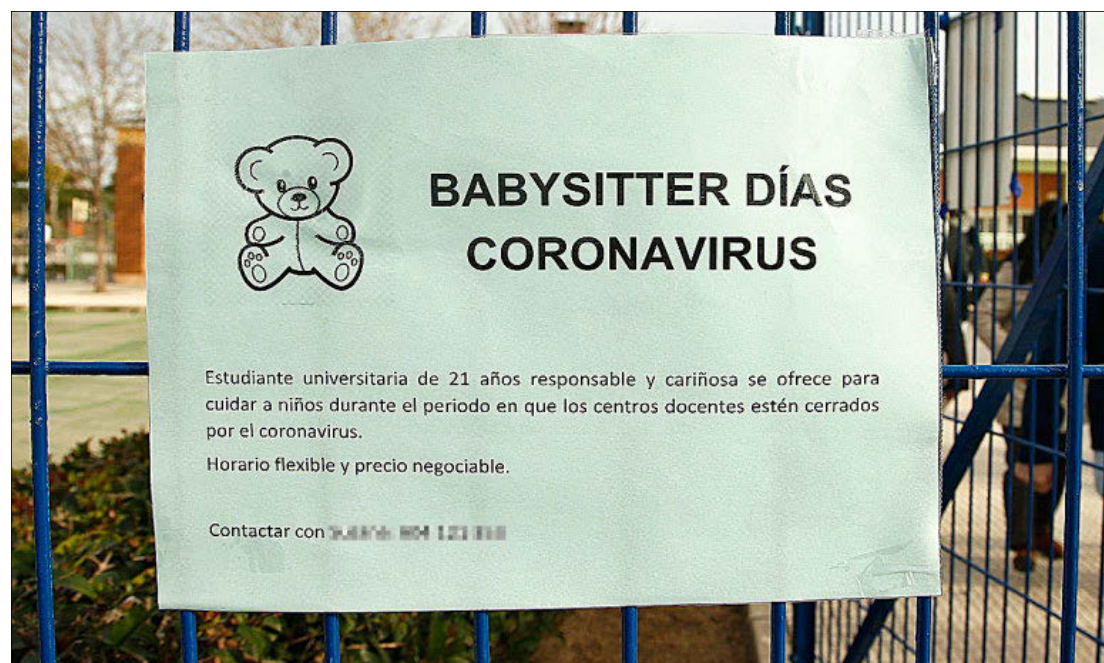 BABYSITTER DÍAS
CORONAVIRUS
Estudiante universitaria de 21 años responsable y cariñosa se ofrece para
cuidar a niños durante el periodo en que los centros docentes estén cerrados
por el coronavirus.
Horario flexible y precio negociable.
Contactar con